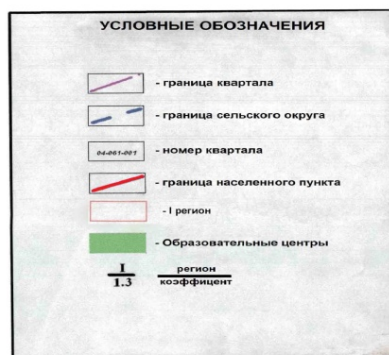 УСЛОВНЫЕ ОБОЗНАЧЕНИЯ
- граница квартала
- граница сельского округа
04-061-001 - номер квартала
- граница населенного пункта
- I регион
- Образовательные центры
I регион
1.3 коэффицент